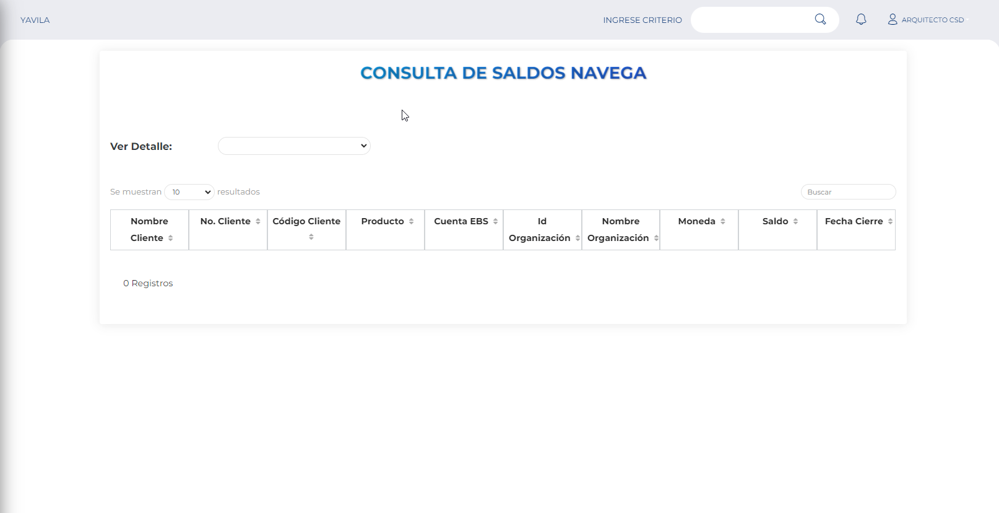 YAVILA
INGRESE CRITERIO
ARQUITECTO CSD
CONSULTA DE SALDOS NAVEGA
Ver Detalle:
Se muestran 10 resultados
Buscar
Nombre Cliente
No. Cliente
Código Cliente
Producto
Cuenta EBS
Id Organización
Nombre Organización
Moneda
Saldo
Fecha Cierre
0 Registros